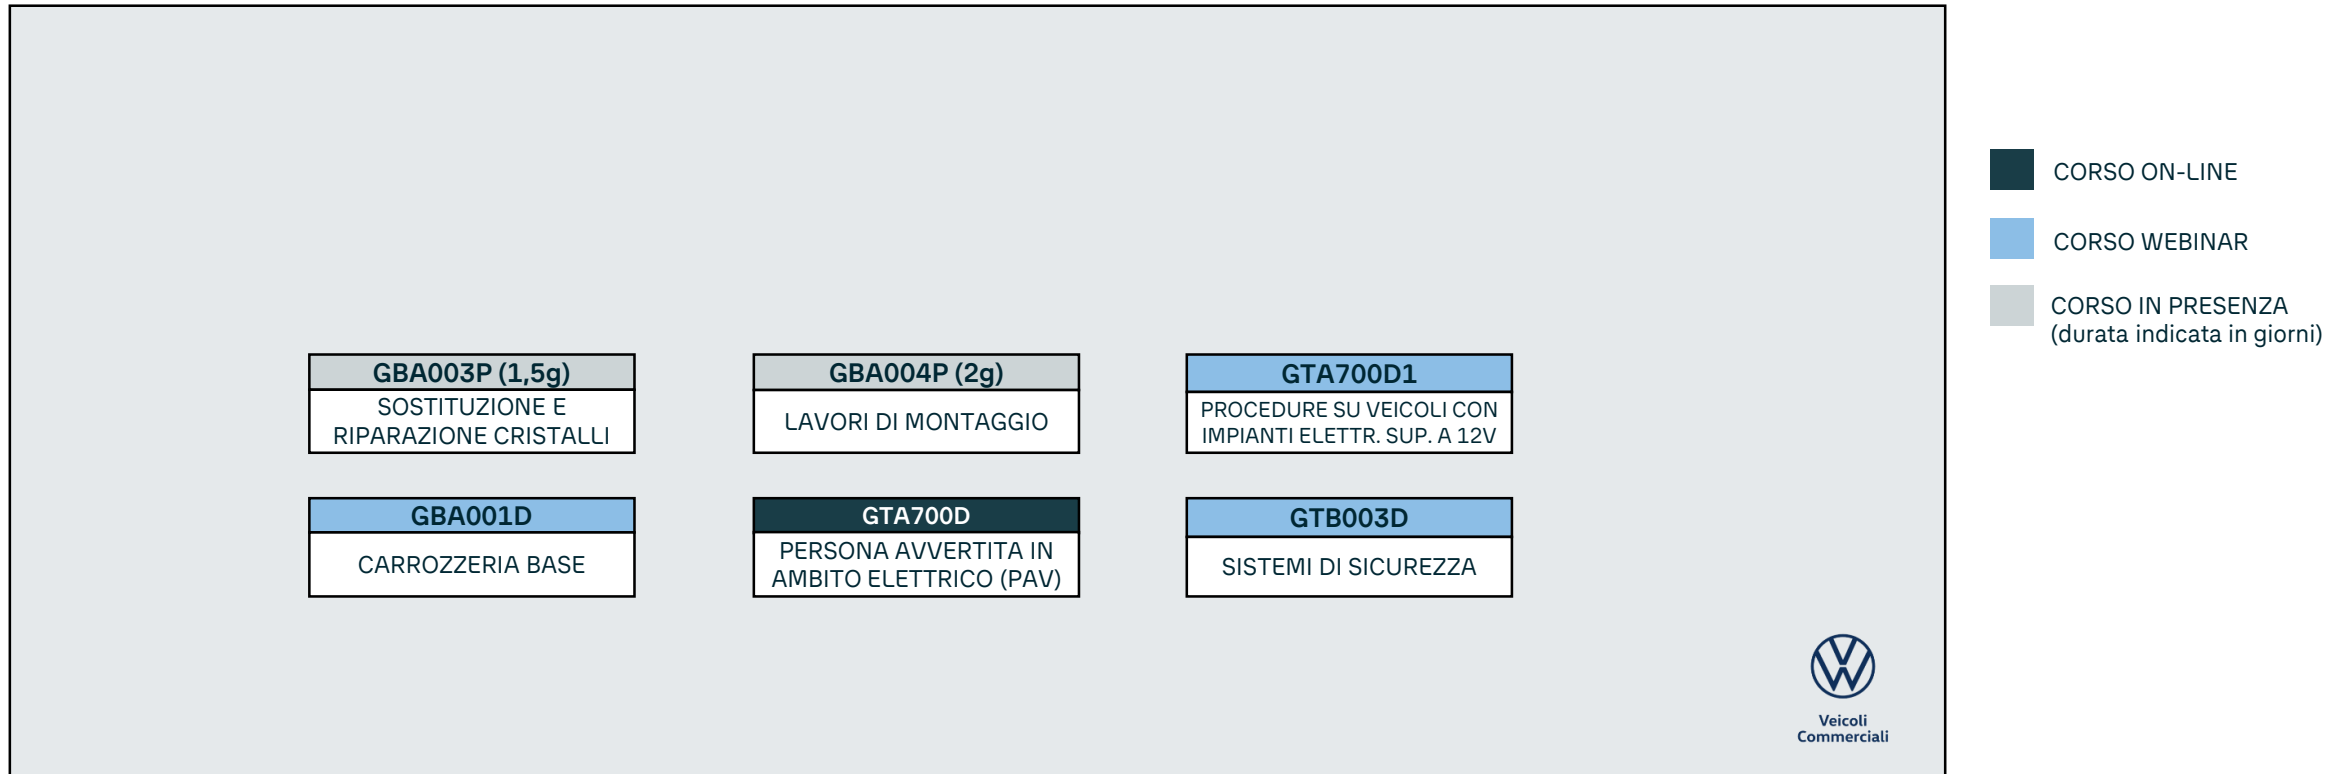 GBA003P (1,5g)
SOSTITUZIONE E
RIPARAZIONE CRISTALLI
GBA004P (2g)
LAVORI DI MONTAGGIO
GTA700D1
PROCEDURE SU VEICOLI CON
IMPIANTI ELETTR. SUP. A 12V
GBA001D
CARROZZERIA BASE
GTA700D
PERSONA AVVERTITA IN
AMBITO ELETTRICO (PAV)
GTB003D
SISTEMI DI SICUREZZA
Veicoli
Commerciali
CORSO ON-LINE
CORSO WEBINAR
CORSO IN PRESENZA
(durata indicata in giorni)